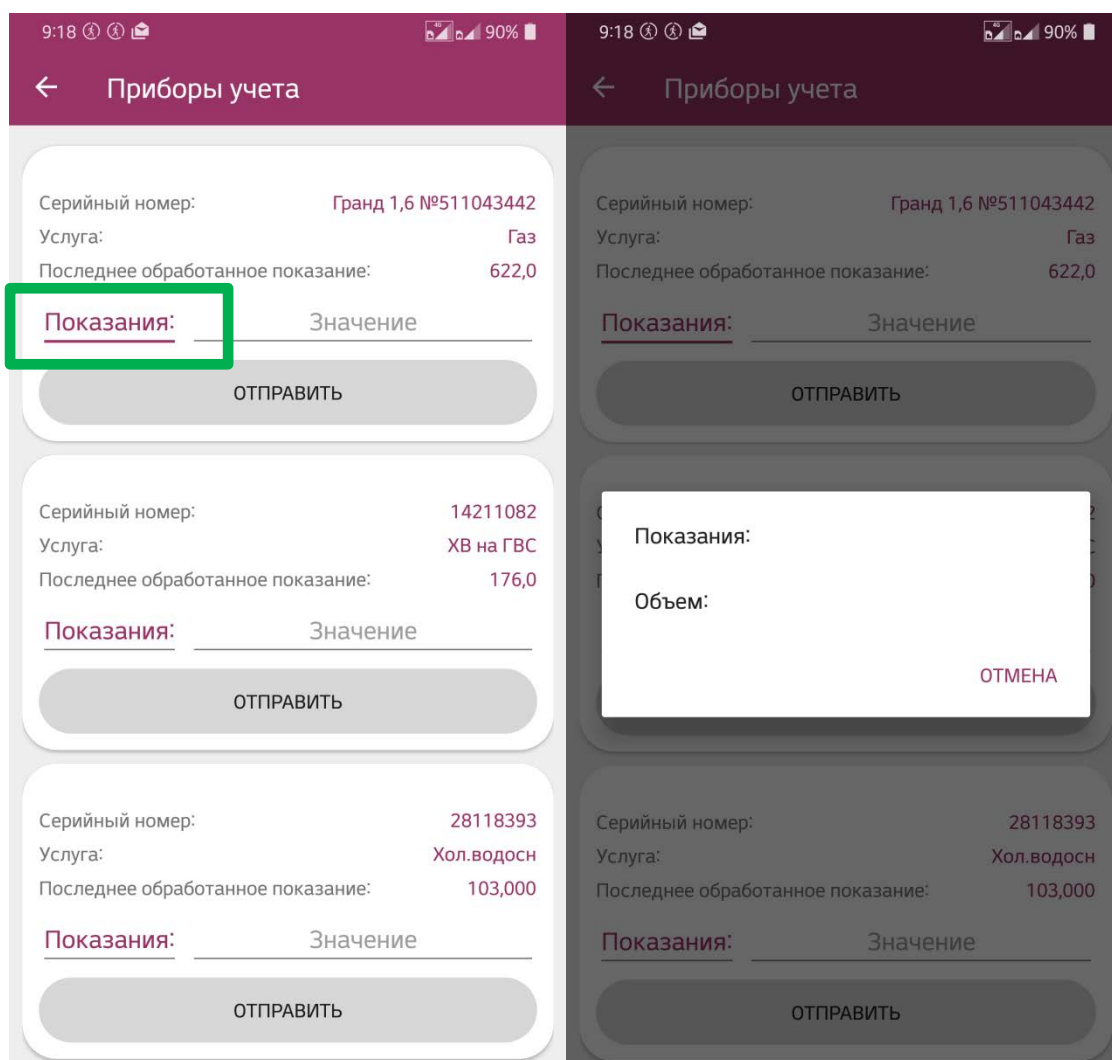 9:18 90%
Приборы учета
Серийный номер: Гранд 1,6 №511043442
Услуга: Газ
Последнее обработанное показание: 622,0
Показания: Значение
ОТПРАВИТЬ
Серийный номер: 14211082
Услуга: ХВ на ГВС
Последнее обработанное показание: 176,0
Показания: Значение
ОТПРАВИТЬ
Серийный номер: 28118393
Услуга: Хол.водосн
Последнее обработанное показание: 103,000
Показания: Значение
ОТПРАВИТЬ
9:18 90%
Приборы учета
Серийный номер: Гранд 1,6 №511043442
Услуга: Газ
Последнее обработанное показание: 622,0
Показания: Значение
ОТПРАВИТЬ
Показания:
Объем:
ОТМЕНА
Серийный номер: 28118393
Услуга: Хол.водосн
Последнее обработанное показание: 103,000
Показания: Значение
ОТПРАВИТЬ